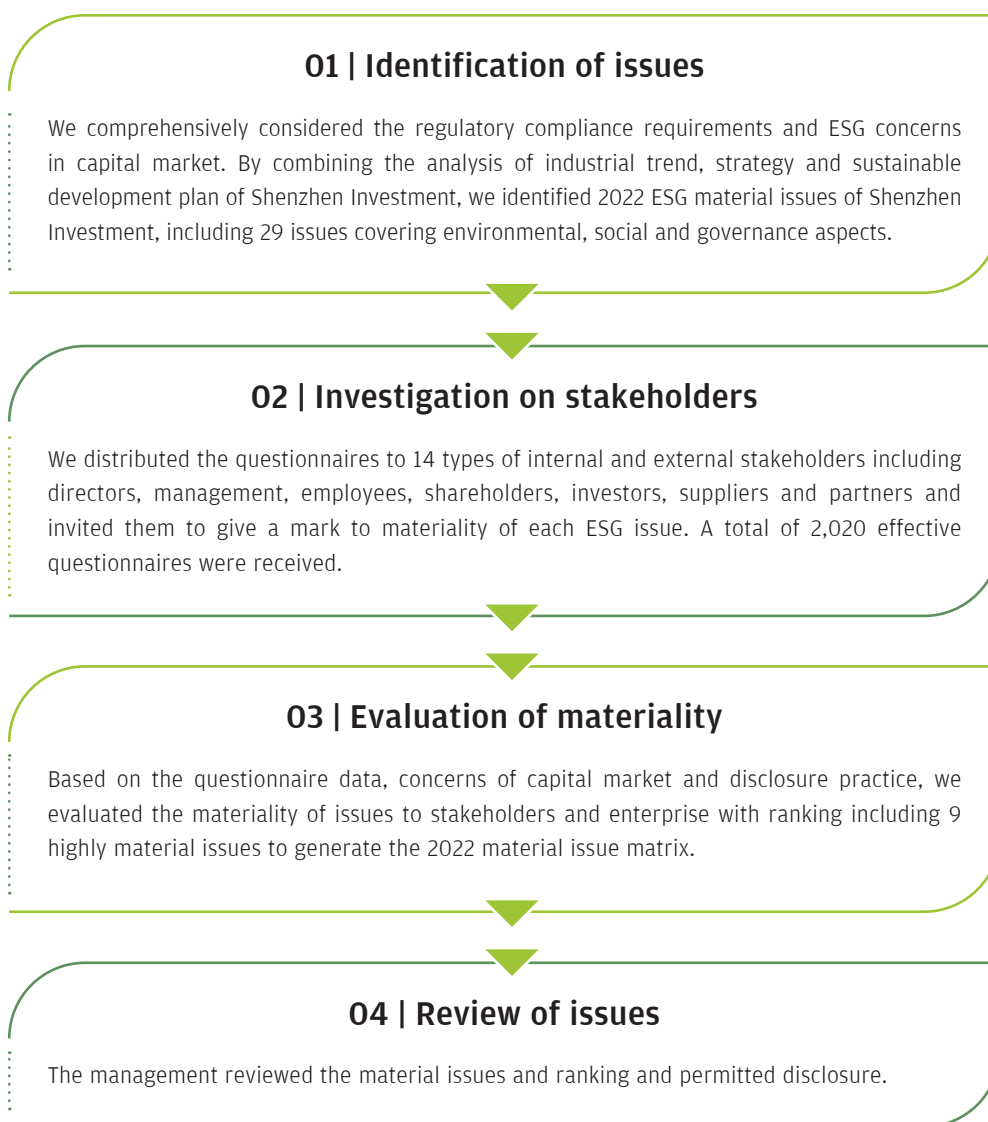 01 | Identification of issues
We comprehensively considered the regulatory compliance requirements and ESG concerns
in capital market. By combining the analysis of industrial trend, strategy and sustainable
development plan of Shenzhen Investment, we identified 2022 ESG material issues of Shenzhen
Investment, including 29 issues covering environmental, social and governance aspects.
02 | Investigation on stakeholders
We distributed the questionnaires to 14 types of internal and external stakeholders including
directors, management, employees, shareholders, investors, suppliers and partners and
invited them to give a mark to materiality of each ESG issue. A total of 2,020 effective
questionnaires were received.
03 | Evaluation of materiality
Based on the questionnaire data, concerns of capital market and disclosure practice, we
evaluated the materiality of issues to stakeholders and enterprise with ranking including 9
highly material issues to generate the 2022 material issue matrix.
04 | Review of issues
The management reviewed the material issues and ranking and permitted disclosure.